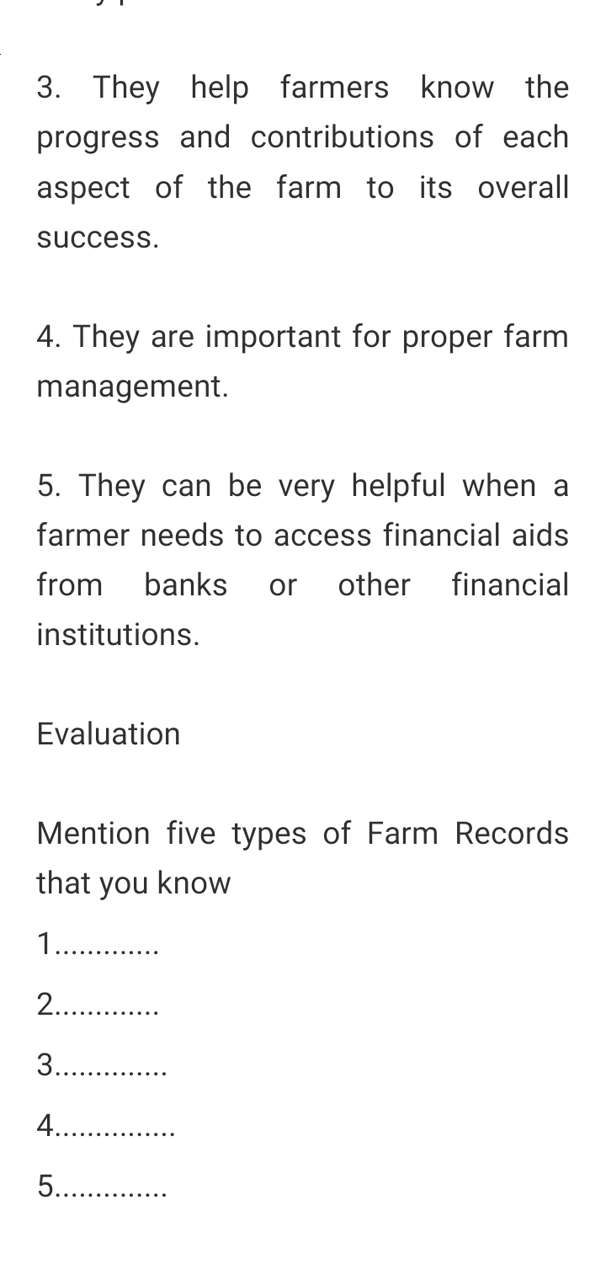 3. They help farmers know the
progress and contributions of each
aspect of the farm to its overall
success.
4. They are important for proper farm
management.
5. They can be very helpful when a
farmer needs to access financial aids
from banks or other financial
institutions.
Evaluation
Mention five types of Farm Records
that you know
1.............
2.............
3..............
4...............
5..............